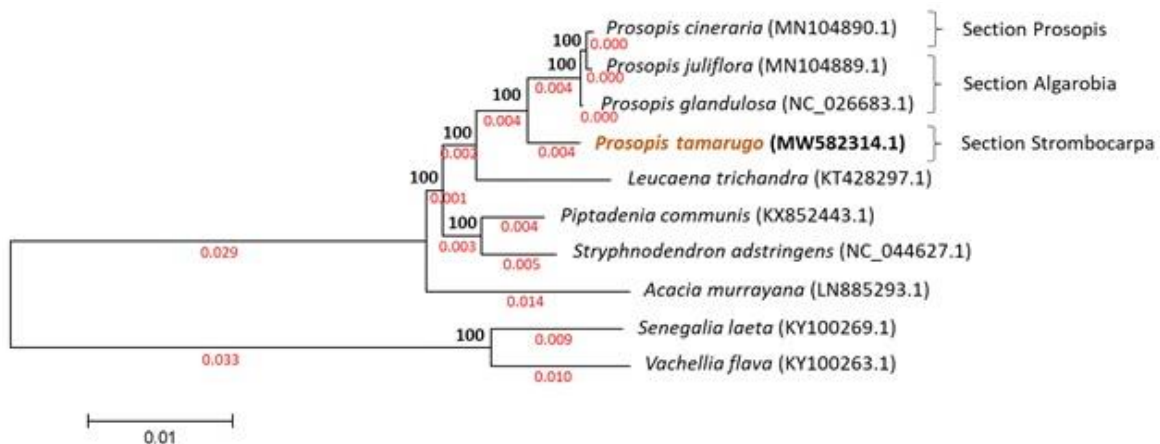 100 Prosopis cineraria (MN104890.1) Section Prosopis
0.000
100 Prosopis juliflora (MN104889.1) Section Algarobia
0.004 0.000
100 Prosopis glandulosa (NC_026683.1)
0.004 0.000
100 Prosopis tamarugo (MW582314.1) Section Strombocarpa
0.002 0.004
100 Leucaena trichandra (KT428297.1)
0.001
100 Piptadenia communis (KX852443.1)
0.003 0.004
Stryphnodendron adstringens (NC_044627.1)
0.029 0.005
Acacia murrayana (LN885293.1)
0.014
100 Senegalia laeta (KY100269.1)
0.033 0.009
Vachellia flava (KY100263.1)
0.010
0.01